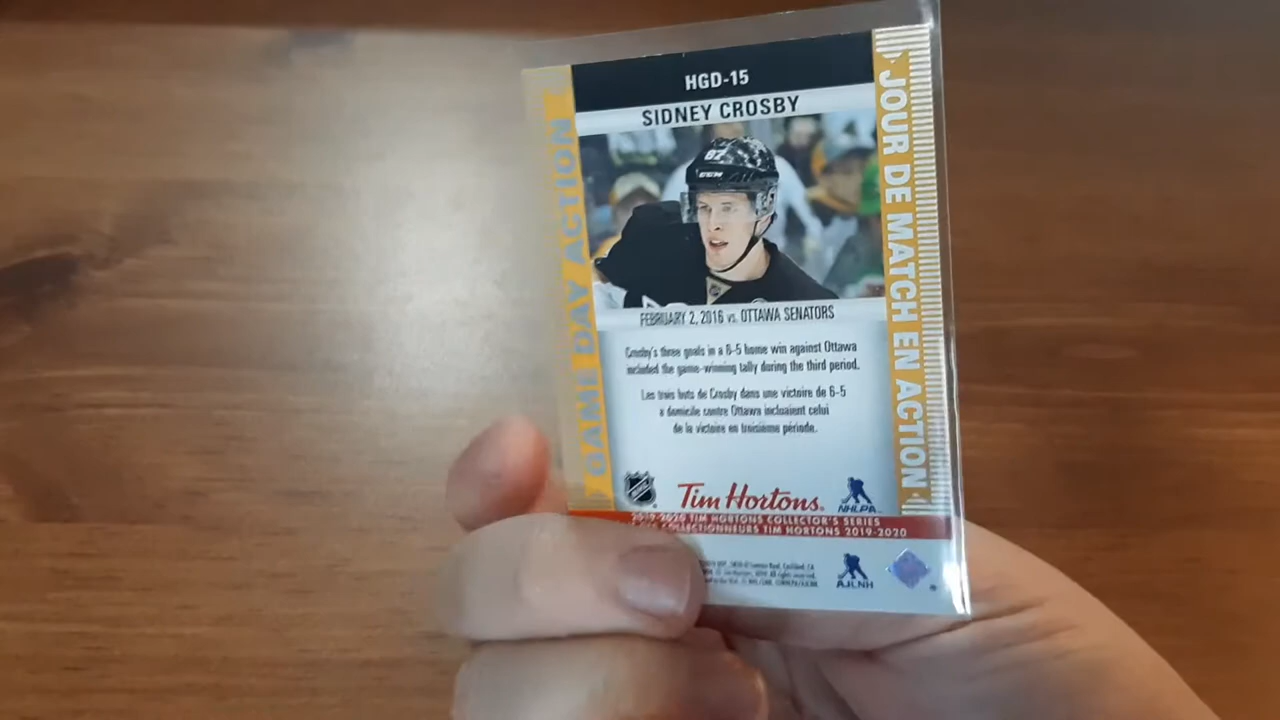 HGD-15
SIDNEY CROSBY
87
CCM
GAME DAY ACTION
JOUR DE MATCH EN ACTION
FEBRUARY 2, 2016 vs. OTTAWA SENATORS
Crosby's three goals in a 6-5 home win against Ottawa
included the game-winning tally during the third period.
Les trois buts de Crosby dans une victoire de 6-5
à domicile contre Ottawa incluaient celui
de la victoire en troisième période.
Tim Hortons.
NHLPA
2019-2020 TIM HORTONS COLLECTOR'S SERIES
COLLECTIONNEURS TIM HORTONS 2019-2020
AJLNH